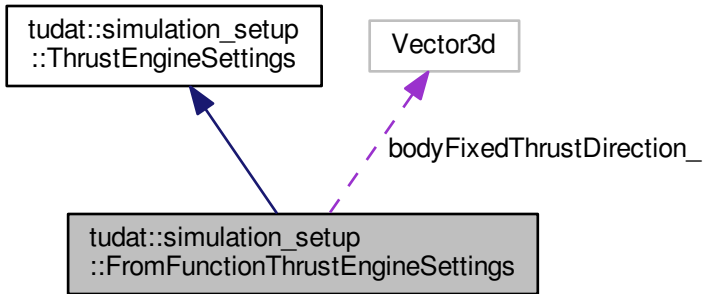 tudat::simulation_setup
::ThrustEngineSettings
Vector3d
bodyFixedThrustDirection_
tudat::simulation_setup
::FromFunctionThrustEngineSettings